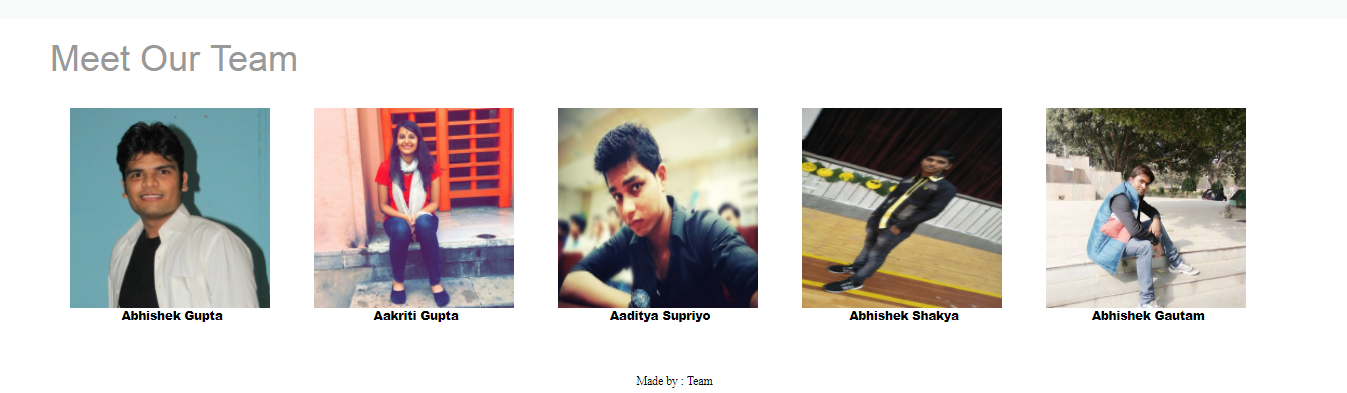 Meet Our Team
Abhishek Gupta
Aakriti Gupta
Aaditya Supriyo
Abhishek Shakya
Abhishek Gautam
Made by : Team